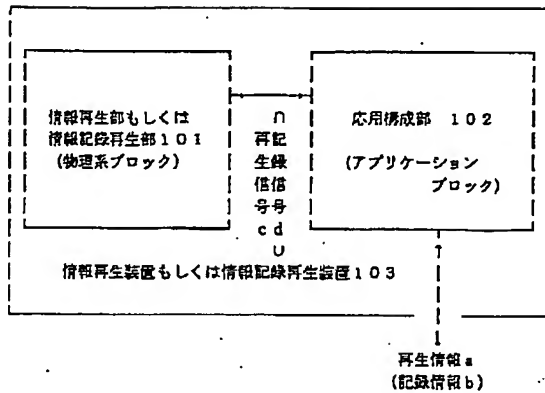 情報再生部もしくは
情報記録再生部101
(物理系ブロック)
∩
再記
生録
信信
号号
c d
∪
応用構成部 102
(アプリケーション
ブロック)
情報再生装置もしくは情報記録再生装置103
再生情報a
(記録情報b)